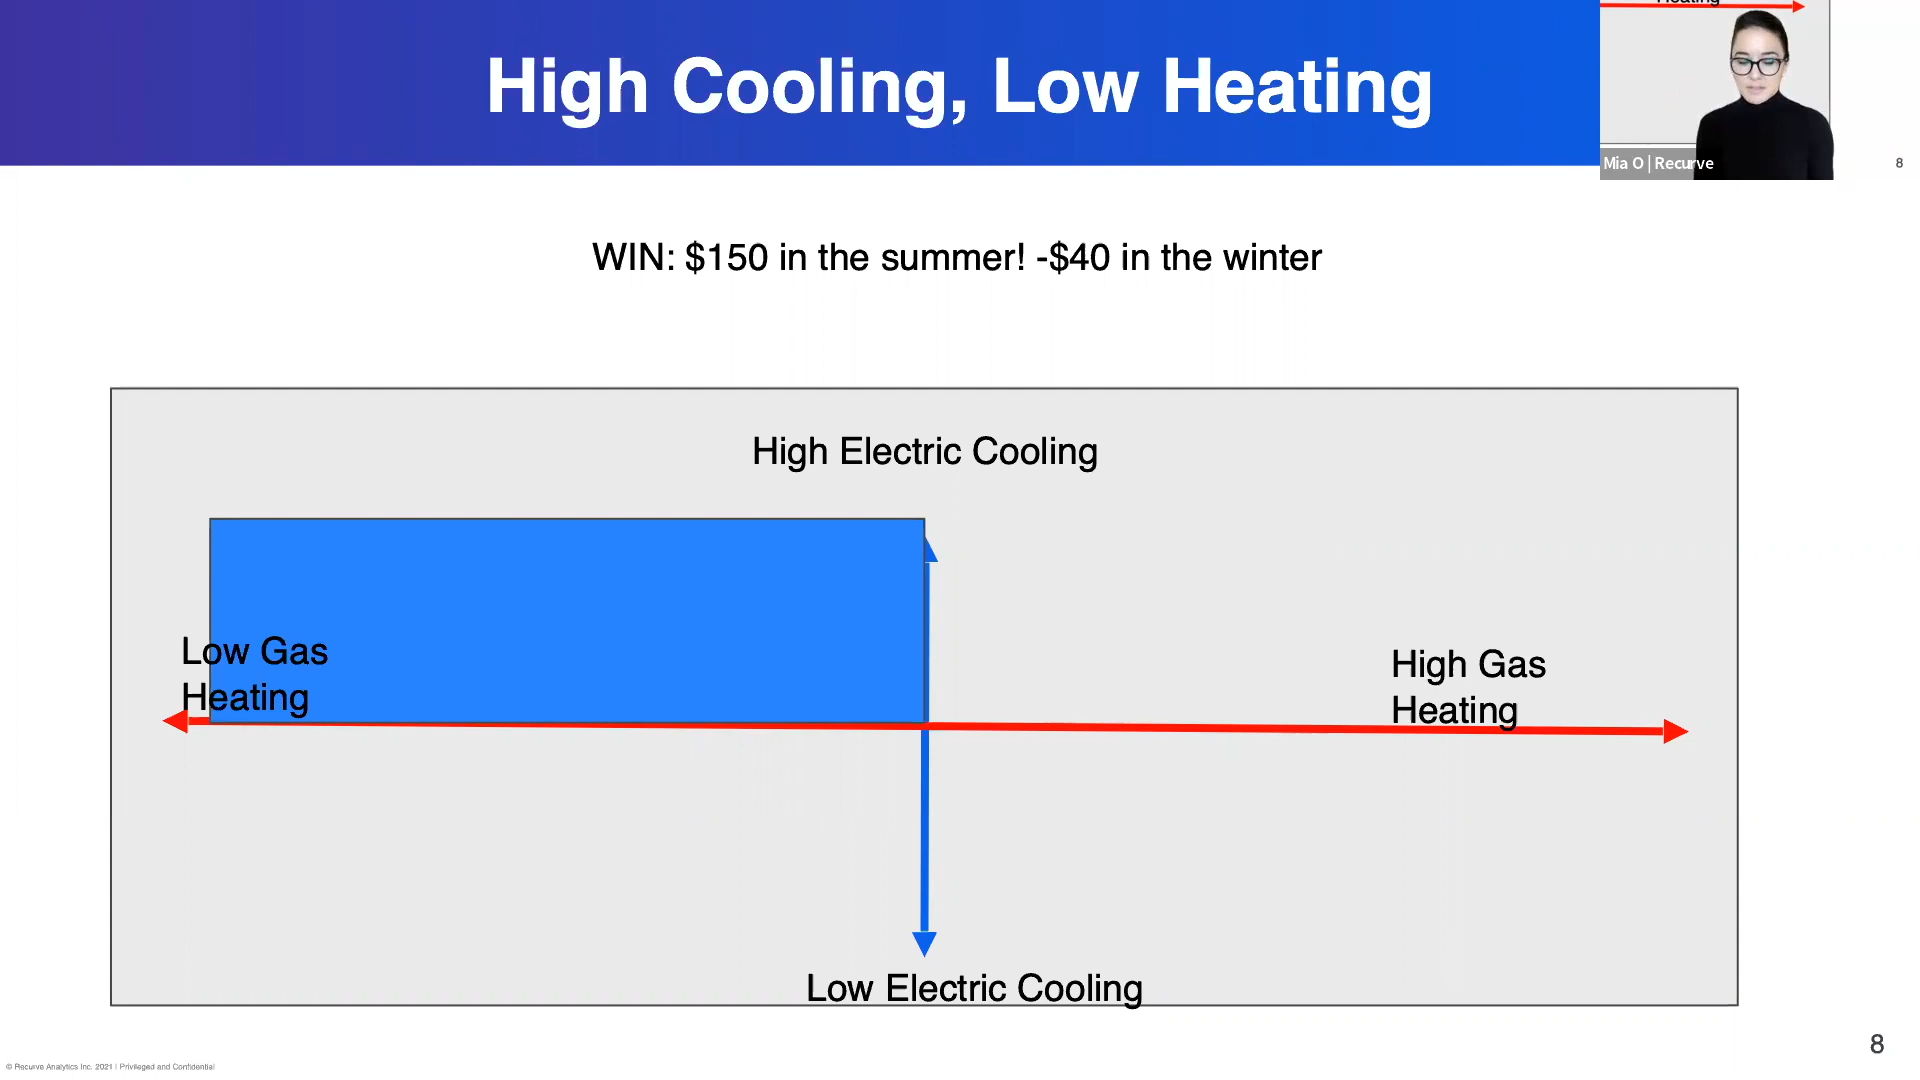 Heating
High Cooling, Low Heating
Mia O | Recurve
8
WIN: $150 in the summer! -$40 in the winter
High Electric Cooling
Low Gas
Heating
High Gas
Heating
Low Electric Cooling
8
© Recurve Analytics Inc. 2021 | Privileged and Confidential